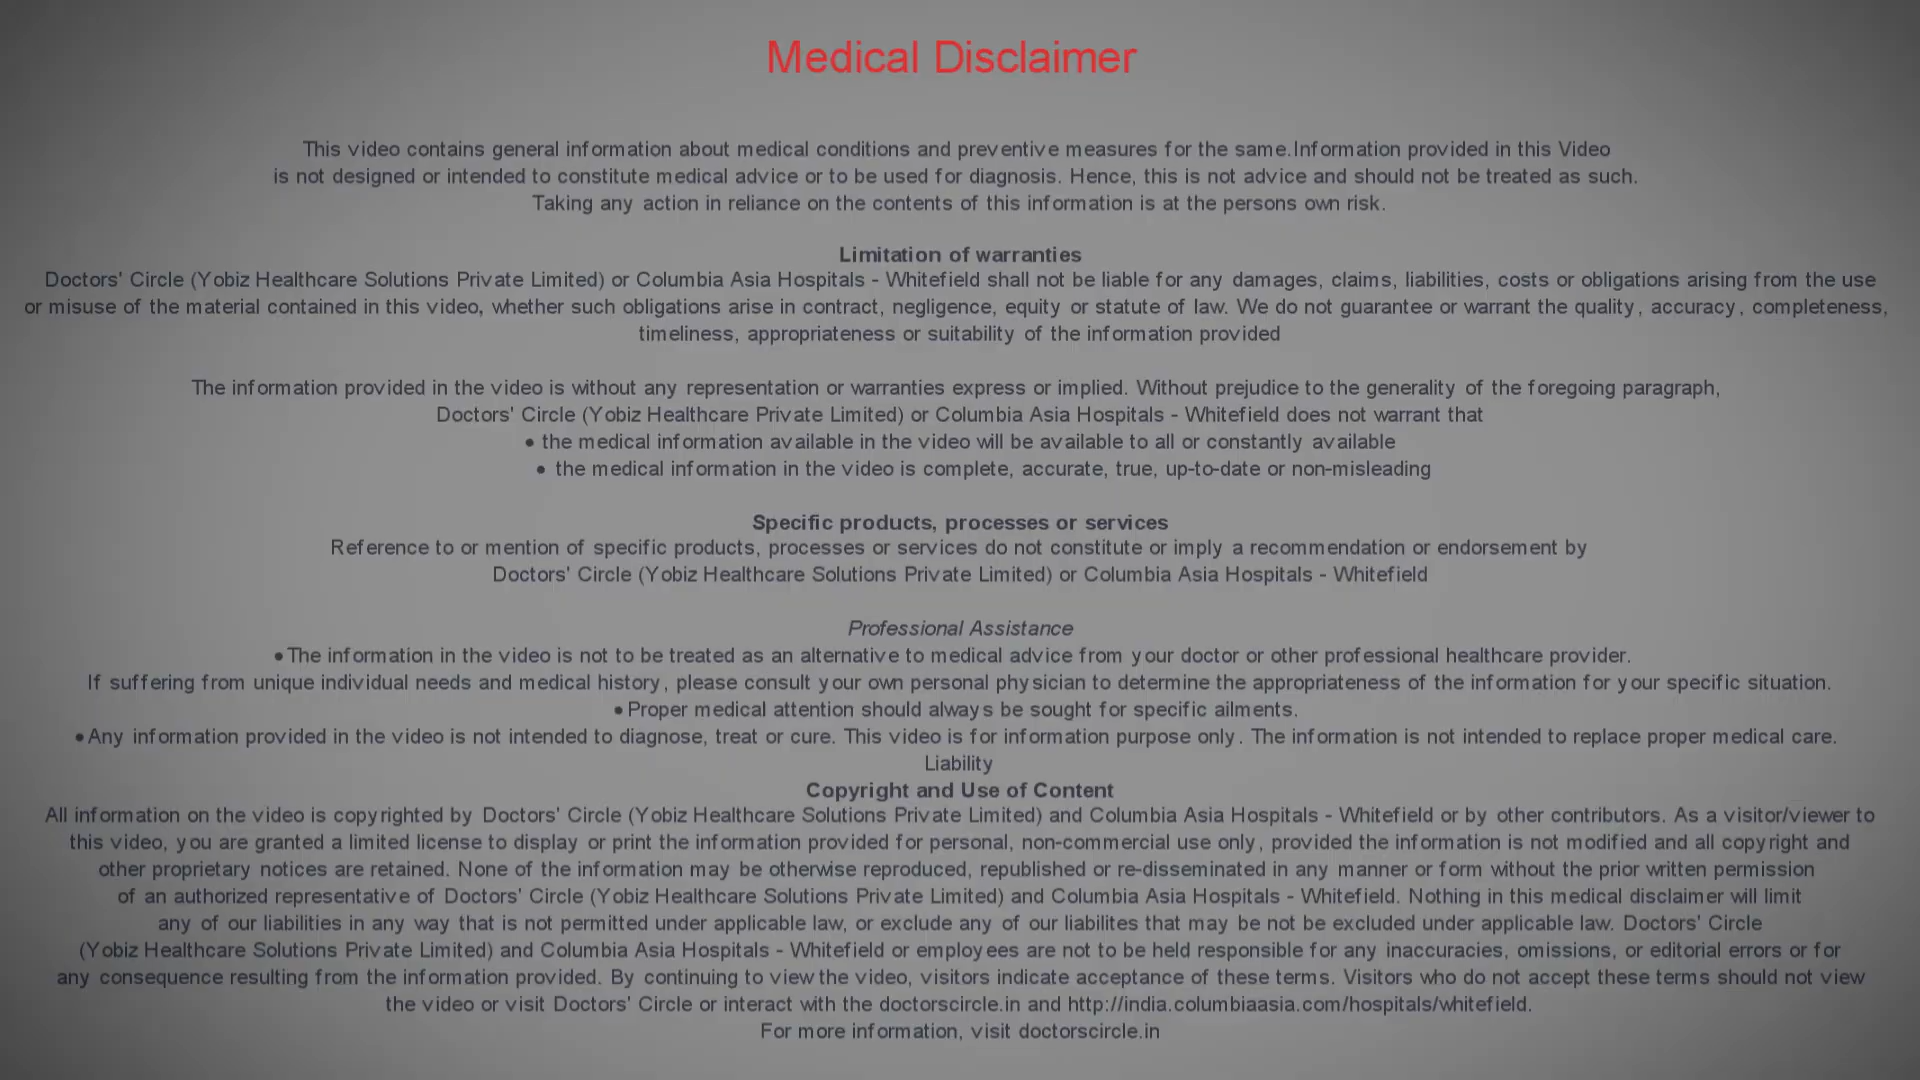 Medical Disclaimer
This video contains general information about medical conditions and preventive measures for the same.Information provided in this Video
is not designed or intended to constitute medical advice or to be used for diagnosis. Hence, this is not advice and should not be treated as such.
Taking any action in reliance on the contents of this information is at the persons own risk.
Limitation of warranties
Doctors' Circle (Yobiz Healthcare Solutions Private Limited) or Columbia Asia Hospitals - Whitefield shall not be liable for any damages, claims, liabilities, costs or obligations arising from the use
or misuse of the material contained in this video, whether such obligations arise in contract, negligence, equity or statute of law. We do not guarantee or warrant the quality, accuracy, completeness,
timeliness, appropriateness or suitability of the information provided
The information provided in the video is without any representation or warranties express or implied. Without prejudice to the generality of the foregoing paragraph,
Doctors' Circle (Yobiz Healthcare Private Limited) or Columbia Asia Hospitals - Whitefield does not warrant that
• the medical information available in the video will be available to all or constantly available
• the medical information in the video is complete, accurate, true, up-to-date or non-misleading
Specific products, processes or services
Reference to or mention of specific products, processes or services do not constitute or imply a recommendation or endorsement by
Doctors' Circle (Yobiz Healthcare Solutions Private Limited) or Columbia Asia Hospitals - Whitefield
Professional Assistance
•The information in the video is not to be treated as an alternative to medical advice from your doctor or other professional healthcare provider.
If suffering from unique individual needs and medical history, please consult your own personal physician to determine the appropriateness of the information for your specific situation.
•Proper medical attention should always be sought for specific ailments.
•Any information provided in the video is not intended to diagnose, treat or cure. This video is for information purpose only. The information is not intended to replace proper medical care.
Liability
Copyright and Use of Content
All information on the video is copyrighted by Doctors' Circle (Yobiz Healthcare Solutions Private Limited) and Columbia Asia Hospitals - Whitefield or by other contributors. As a visitor/viewer to
this video, you are granted a limited license to display or print the information provided for personal, non-commercial use only, provided the information is not modified and all copyright and
other proprietary notices are retained. None of the information may be otherwise reproduced, republished or re-disseminated in any manner or form without the prior written permission
of an authorized representative of Doctors' Circle (Yobiz Healthcare Solutions Private Limited) and Columbia Asia Hospitals - Whitefield. Nothing in this medical disclaimer will limit
any of our liabilities in any way that is not permitted under applicable law, or exclude any of our liabilites that may be not be excluded under applicable law. Doctors' Circle
(Yobiz Healthcare Solutions Private Limited) and Columbia Asia Hospitals - Whitefield or employees are not to be held responsible for any inaccuracies, omissions, or editorial errors or for
any consequence resulting from the information provided. By continuing to view the video, visitors indicate acceptance of these terms. Visitors who do not accept these terms should not view
the video or visit Doctors' Circle or interact with the doctorscircle.in and http://india.columbiaasia.com/hospitals/whitefield.
For more information, visit doctorscircle.in